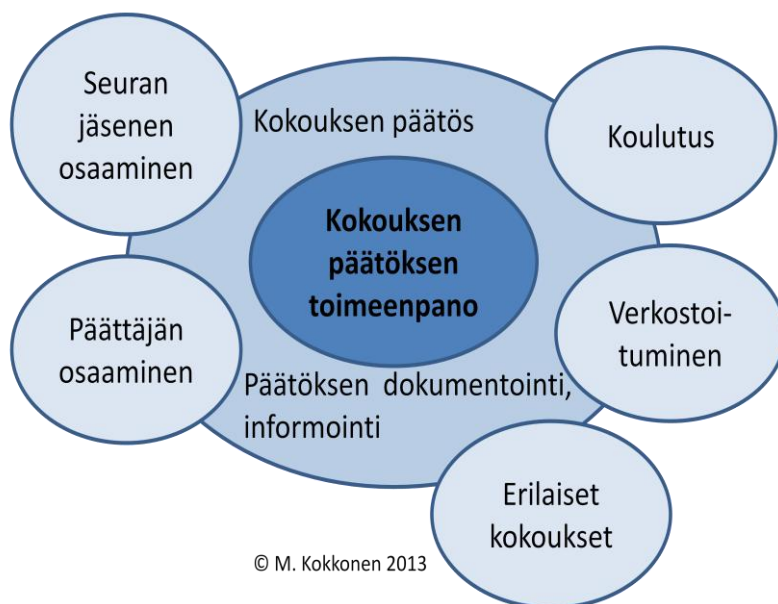 Seuran
jäsenen
osaaminen
Kokouksen päätös
Koulutus
Kokouksen
päätöksen
toimeenpano
Päättäjän
osaaminen
Verkostoi-
tuminen
Päätöksen dokumentointi,
informointi
Erilaiset
kokoukset
© M. Kokkonen 2013